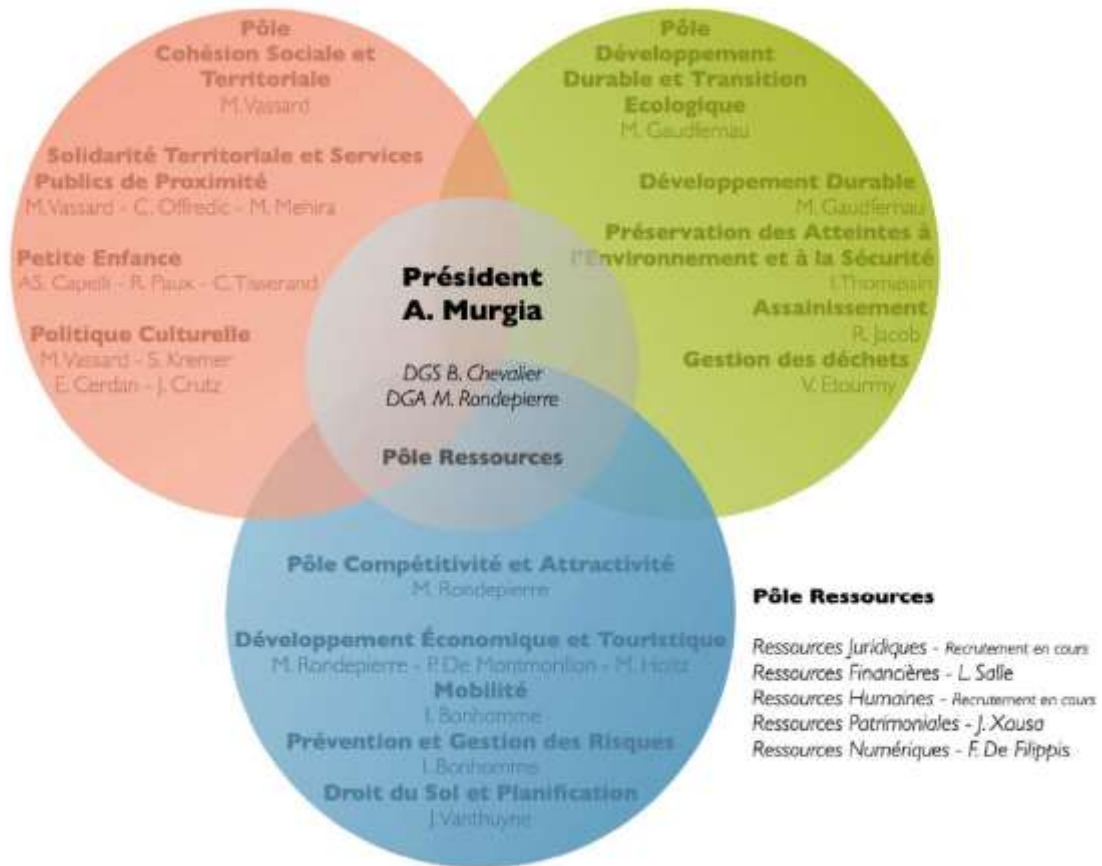 Pôle
Cohésion Sociale et
Territoriale
M. Vassard
Solidarité Territoriale et Services
Publics de Proximité
M. Vassard - C. Offredic - M. Mehira
Petite Enfance
AS. Capelli - R. Paux - C. Tisserand
Politique Culturelle
M. Vassard - S. Kremer
E. Cerdan - J. Crutz
Pôle
Développement
Durable et Transition
Ecologique
M. Gaudfernau
Développement Durable
M. Gaudfernau
Préservation des Atteintes à
l'Environnement et à la Sécurité
I. Thomassin
Assainissement
R. Jacob
Gestion des déchets
V. Etourmy
Président
A. Murgia
DGS B. Chevalier
DGA M. Rondepierre
Pôle Ressources
Pôle Compétitivité et Attractivité
M. Rondepierre
Développement Économique et Touristique
M. Rondepierre - P. De Montmorillon - M. Holtz
Mobilité
I. Bonhomme
Prévention et Gestion des Risques
I. Bonhomme
Droit du Sol et Planification
J. Vanthuyne
Pôle Ressources
Ressources Juridiques - Recrutement en cours
Ressources Financières - L. Salle
Ressources Humaines - Recrutement en cours
Ressources Patrimoniales - J. Xausa
Ressources Numériques - F. De Filippis